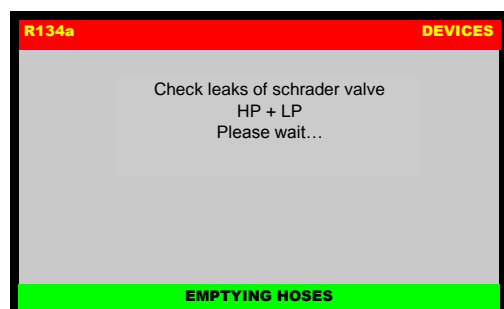 R134a DEVICES
Check leaks of schrader valve
HP + LP
Please wait…
EMPTYING HOSES